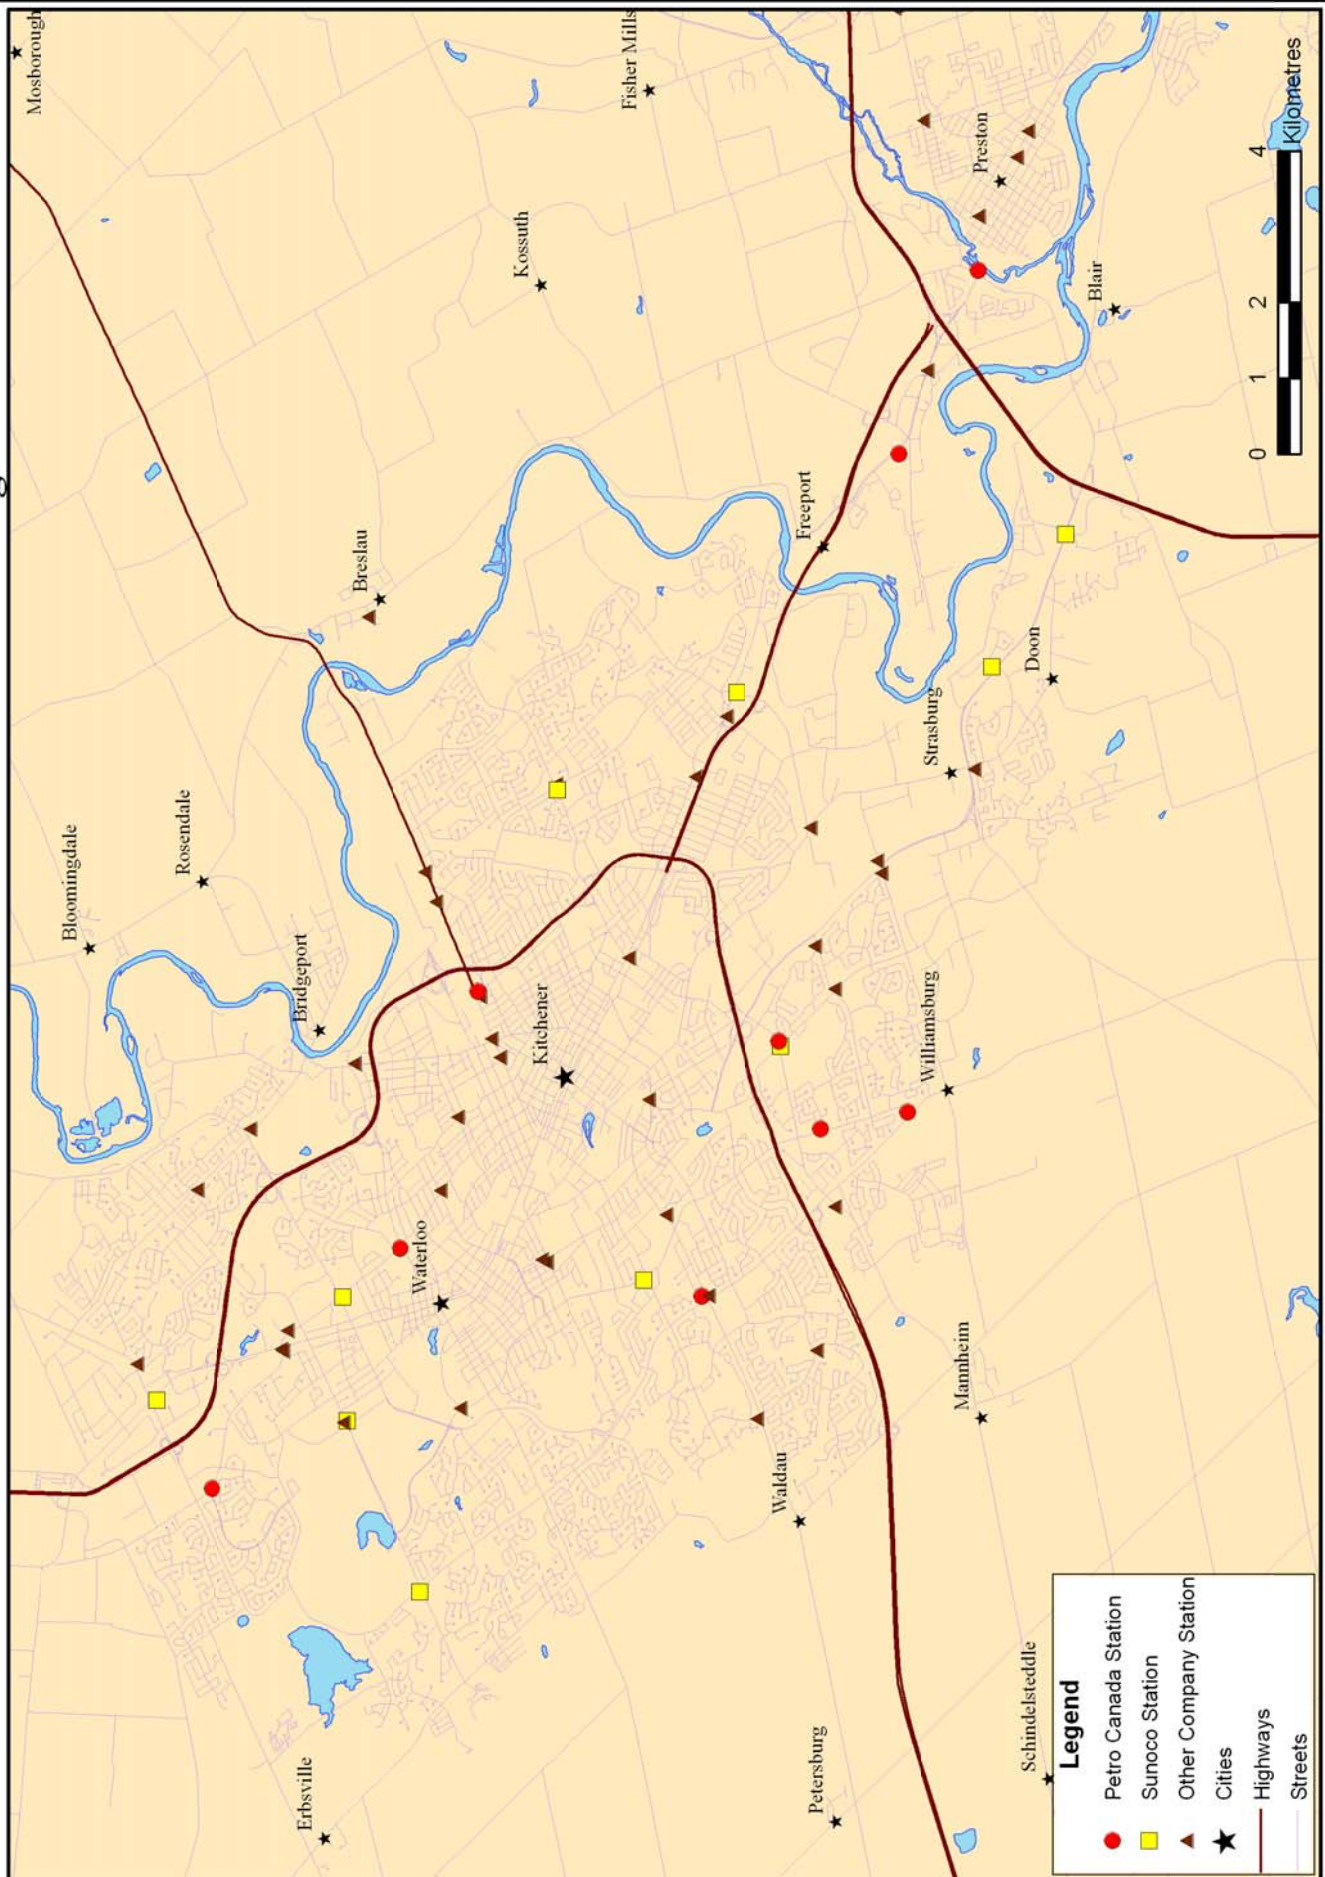 Mosborough
Fisher Mills
Preston
Kossuth
Blair
Breslau
Freeport
Doon
Strasburg
Bloomingdale
Rosendale
Bridgeport
Kitchener
Williamsburg
Waterloo
Mannheim
Waldau
Erbsville
Petersburg
Schindelsteddle
Legend
Petro Canada Station
Sunoco Station
Other Company Station
Cities
Highways
Streets
0 1 2 4
Kilometres